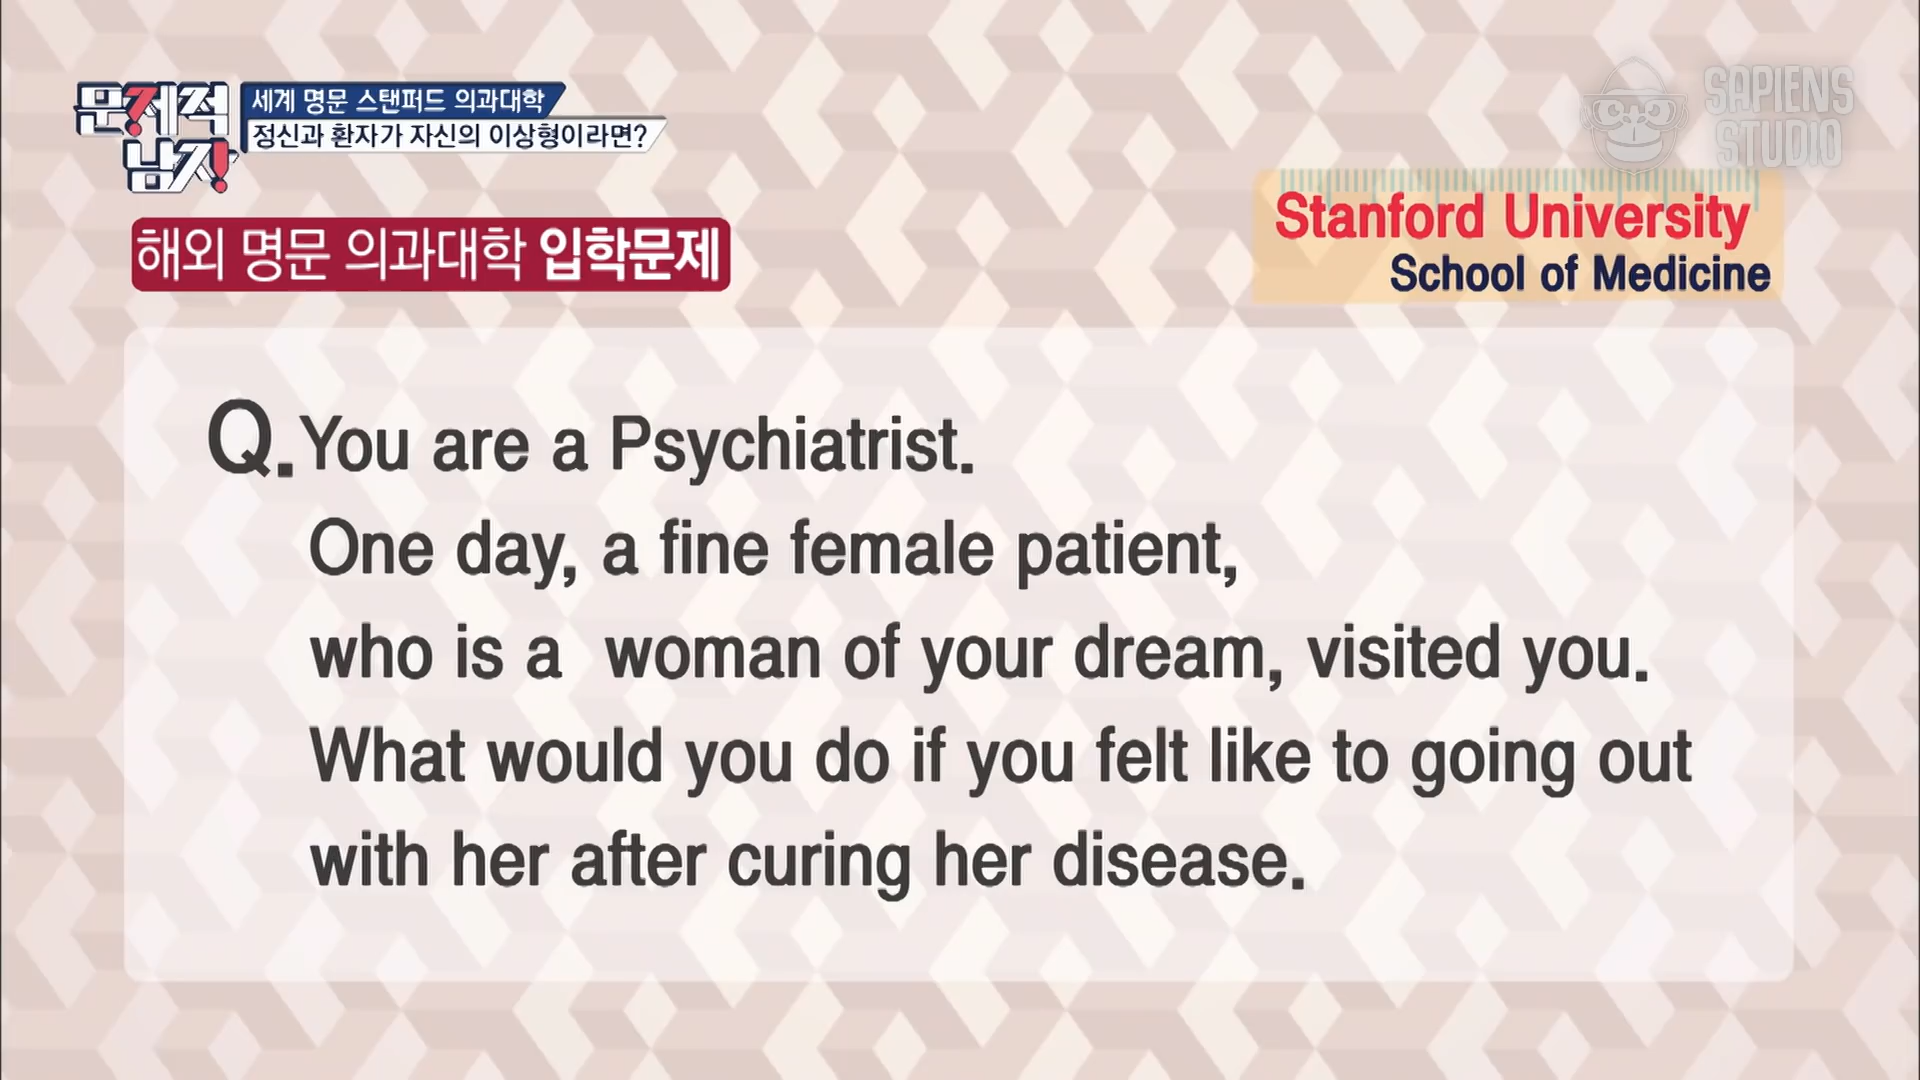 문제적
남자
세계 명문 스탠퍼드 의과대학
정신과 환자가 자신의 이상형이라면?
SAPIENS
STUDIO
해외 명문 의과대학 입학문제
Stanford University
School of Medicine
Q. You are a Psychiatrist.
One day, a fine female patient,
who is a woman of your dream, visited you.
What would you do if you felt like to going out
with her after curing her disease.